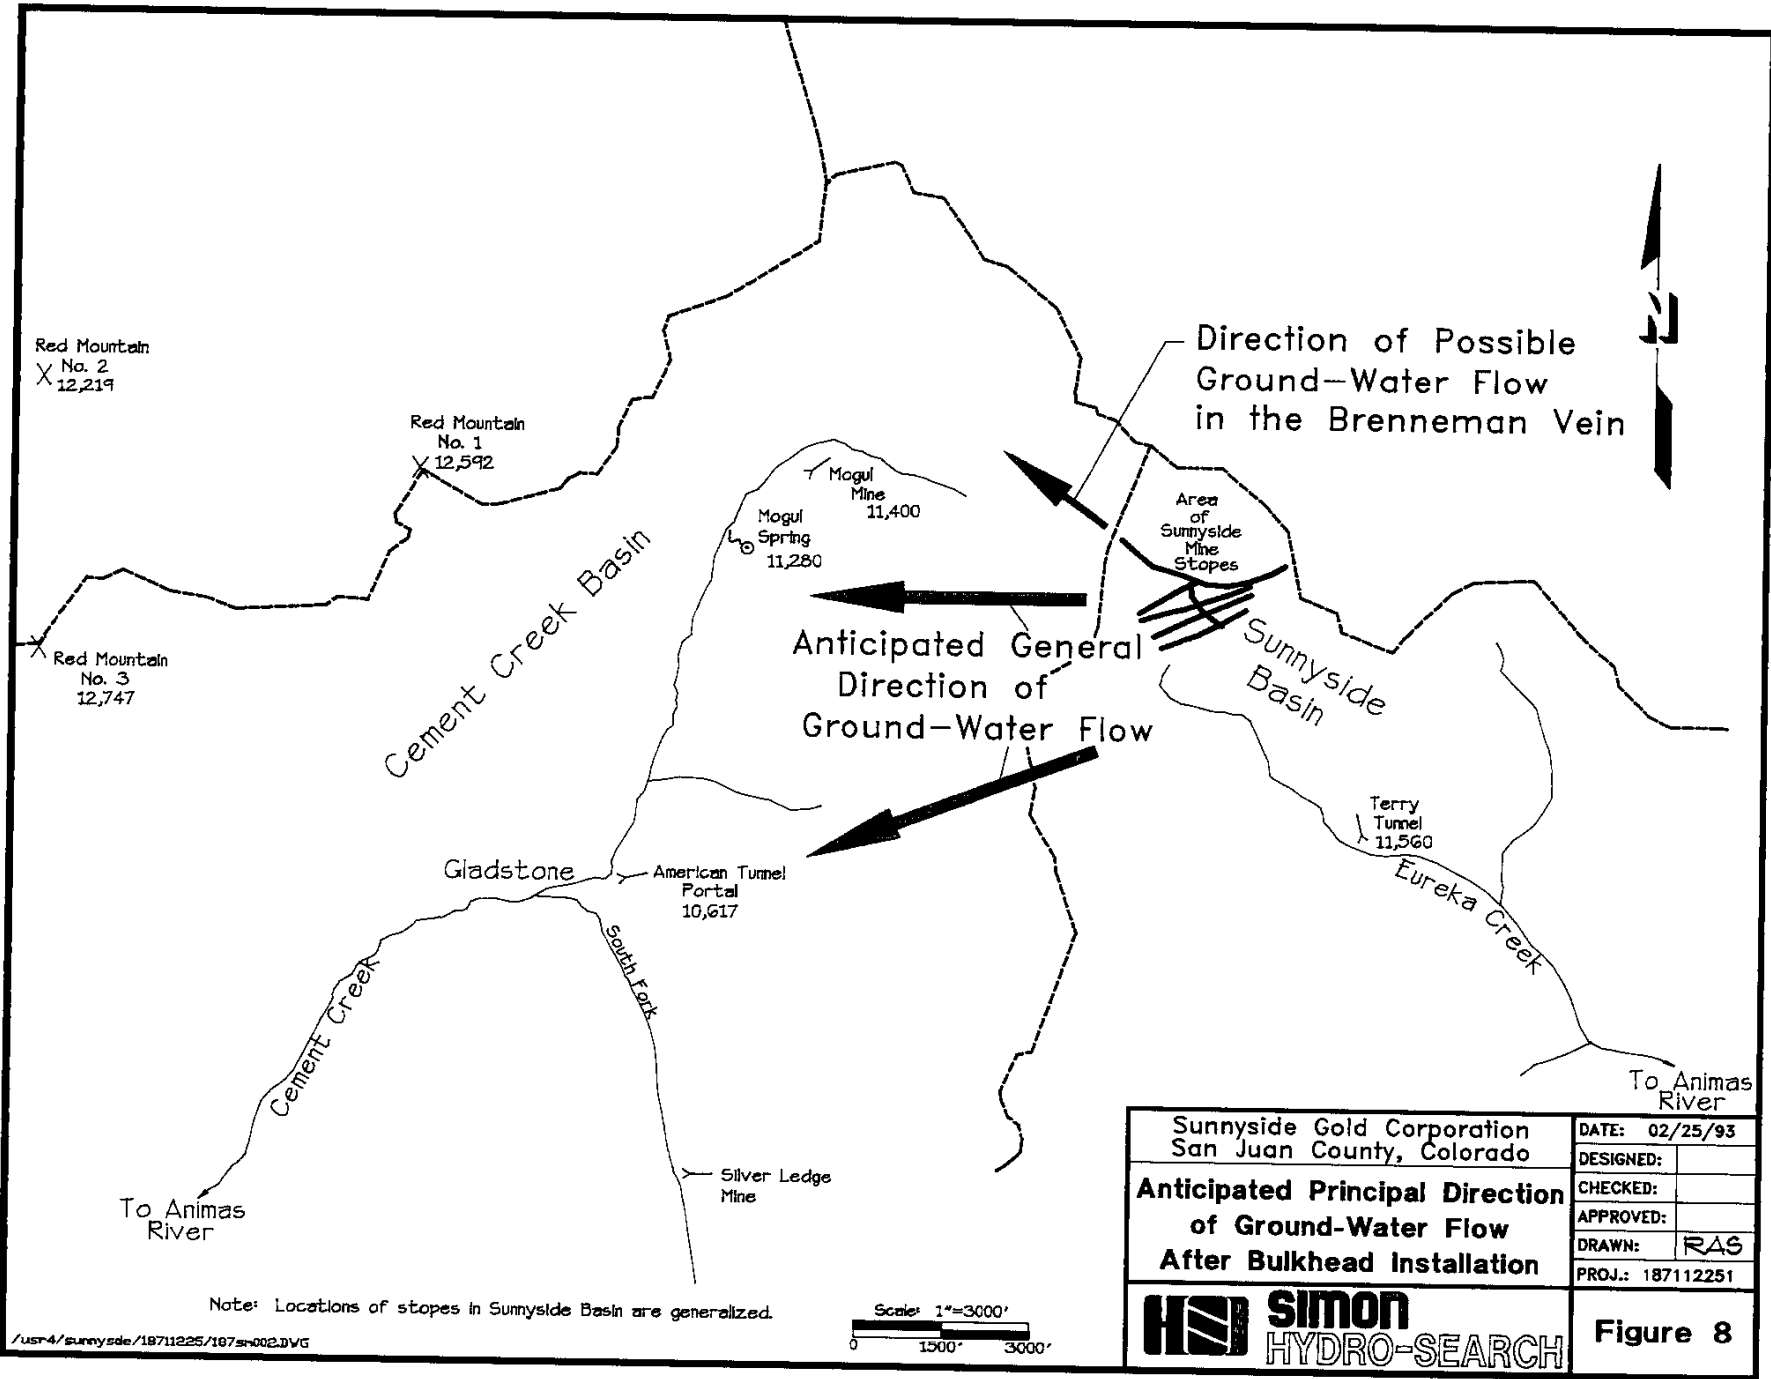 Red Mountain
No. 2
12,219
Red Mountain
No. 1
12,592
Red Mountain
No. 3
12,747
Cement Creek Basin
Mogul
Mine
11,400
Mogul
Spring
11,280
Direction of Possible
Ground-Water Flow
in the Brenneman Vein
N
Area
of
Sunnyside
Mine
Stopes
Anticipated General
Direction of
Ground-Water Flow
Sunnyside
Basin
Terry
Tunnel
11,560
Eureka Creek
To Animas
River
Gladstone
American Tunnel
Portal
10,617
South Fork
Cement Creek
To Animas
River
Silver Ledge
Mine
Note: Locations of stopes in Sunnyside Basin are generalized.
Scale: 1"=3000'
0 1500' 3000'
/usr4/sunnysde/18711225/187sn002.DWG
Sunnyside Gold Corporation
San Juan County, Colorado
Anticipated Principal Direction
of Ground-Water Flow
After Bulkhead Installation
DATE: 02/25/93
DESIGNED:
CHECKED:
APPROVED:
DRAWN: RAS
PROJ.: 187112251
SIMON
HYDRO-SEARCH
Figure 8